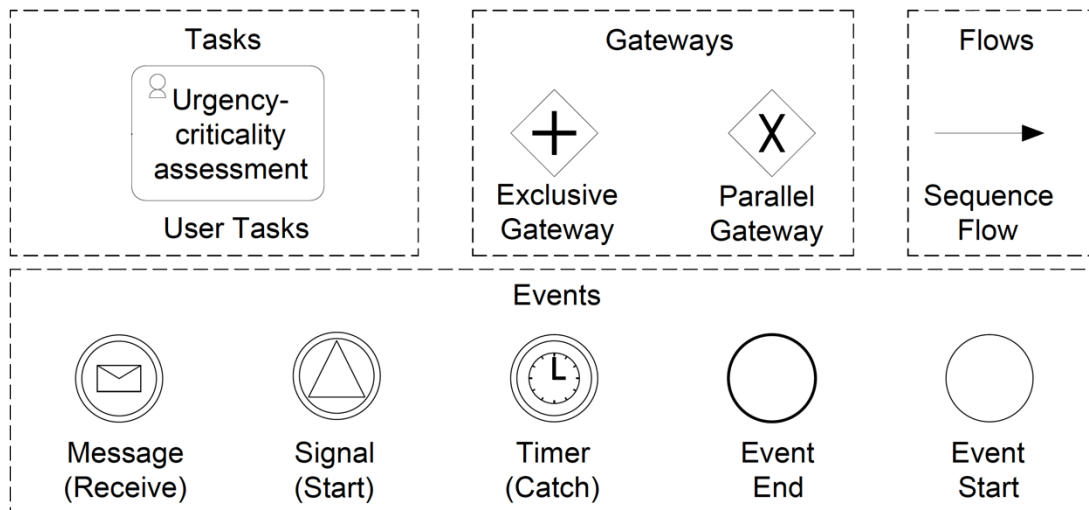 Tasks
Urgency-
criticality
assessment
User Tasks
Gateways
X
Exclusive
Gateway
Parallel
Gateway
Flows
Sequence
Flow
Events
Message
(Receive)
Signal
(Start)
Timer
(Catch)
Event
End
Event
Start